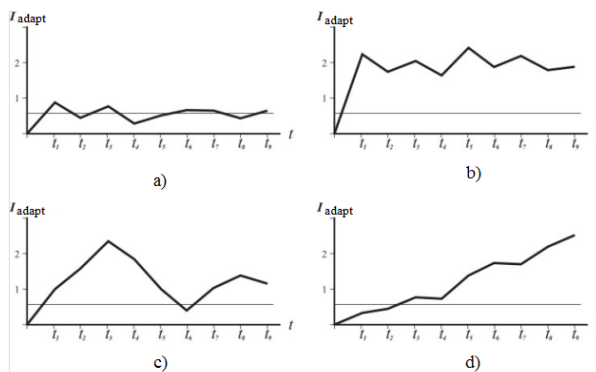 I adapt
2
1
t₁ t₂ t₃ t₄ t₅ t₆ t₇ t₈ t₉ t
a)
I adapt
2
1
t₁ t₂ t₃ t₄ t₅ t₆ t₇ t₈ t₉
b)
I adapt
2
1
t₁ t₂ t₃ t₄ t₅ t₆ t₇ t₈ t₉ t
c)
I adapt
2
1
t₁ t₂ t₃ t₄ t₅ t₆ t₇ t₈ t₉
d)